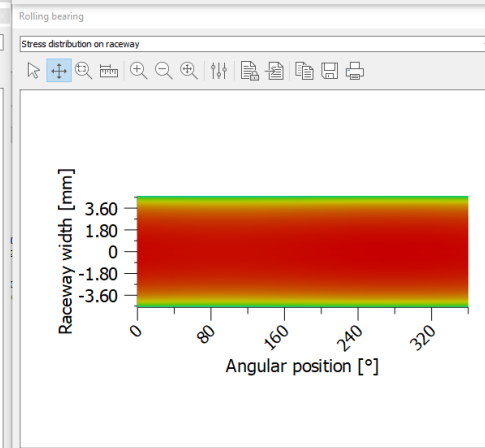 Rolling bearing
Stress distribution on raceway
Raceway width [mm]
3.60
1.80
0
-1.80
-3.60
0
80
160
240
320
Angular position [°]